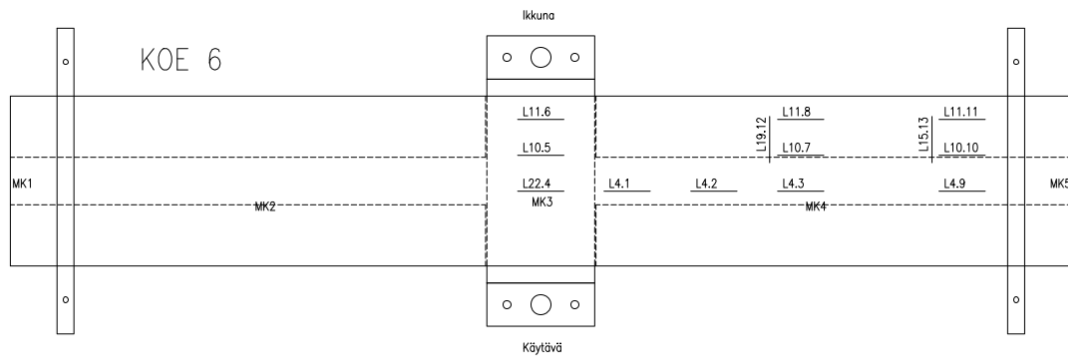 Ikkuna
KOE 6
L11.6
L11.8
L11.11
L19.12
L15.13
L10.5
L10.7
L10.10
MK1
L22.4
L4.1
L4.2
L4.3
L4.9
MK5
MK2
MK3
MK4
Käytävä